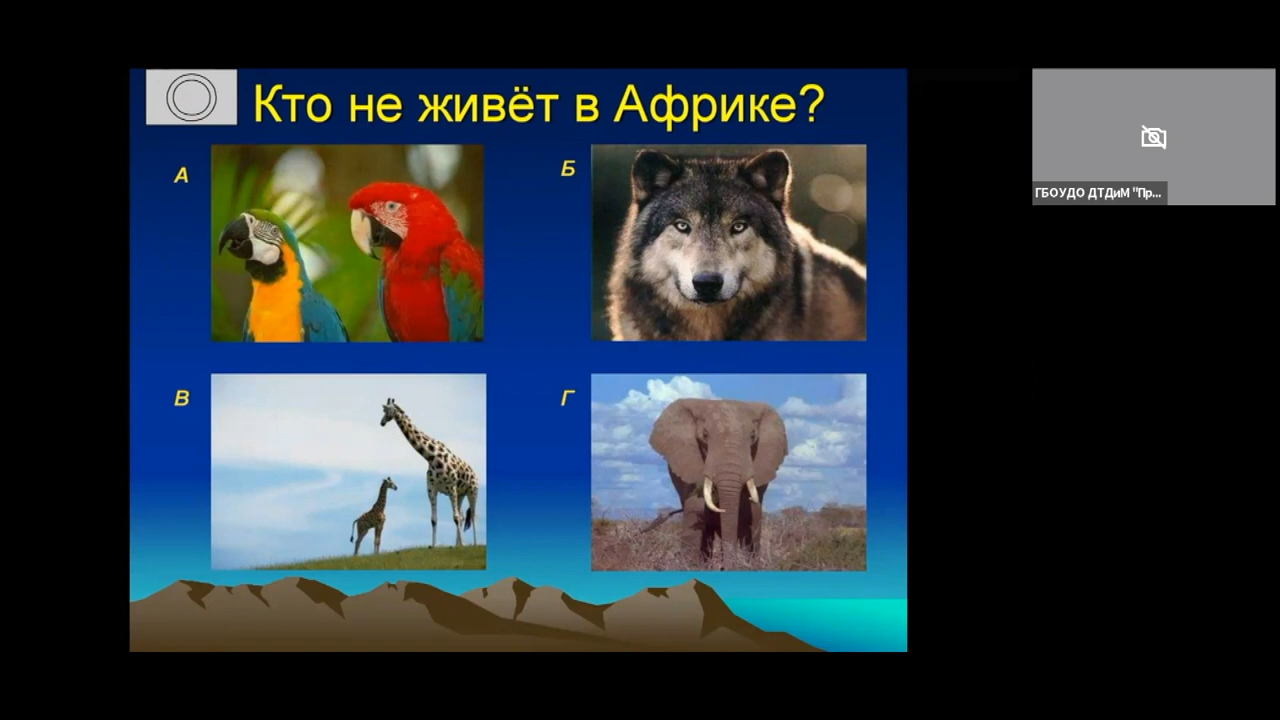 Кто не живёт в Африке?
А
Б
В
Г
ГБОУДО ДТДиМ "Пр...